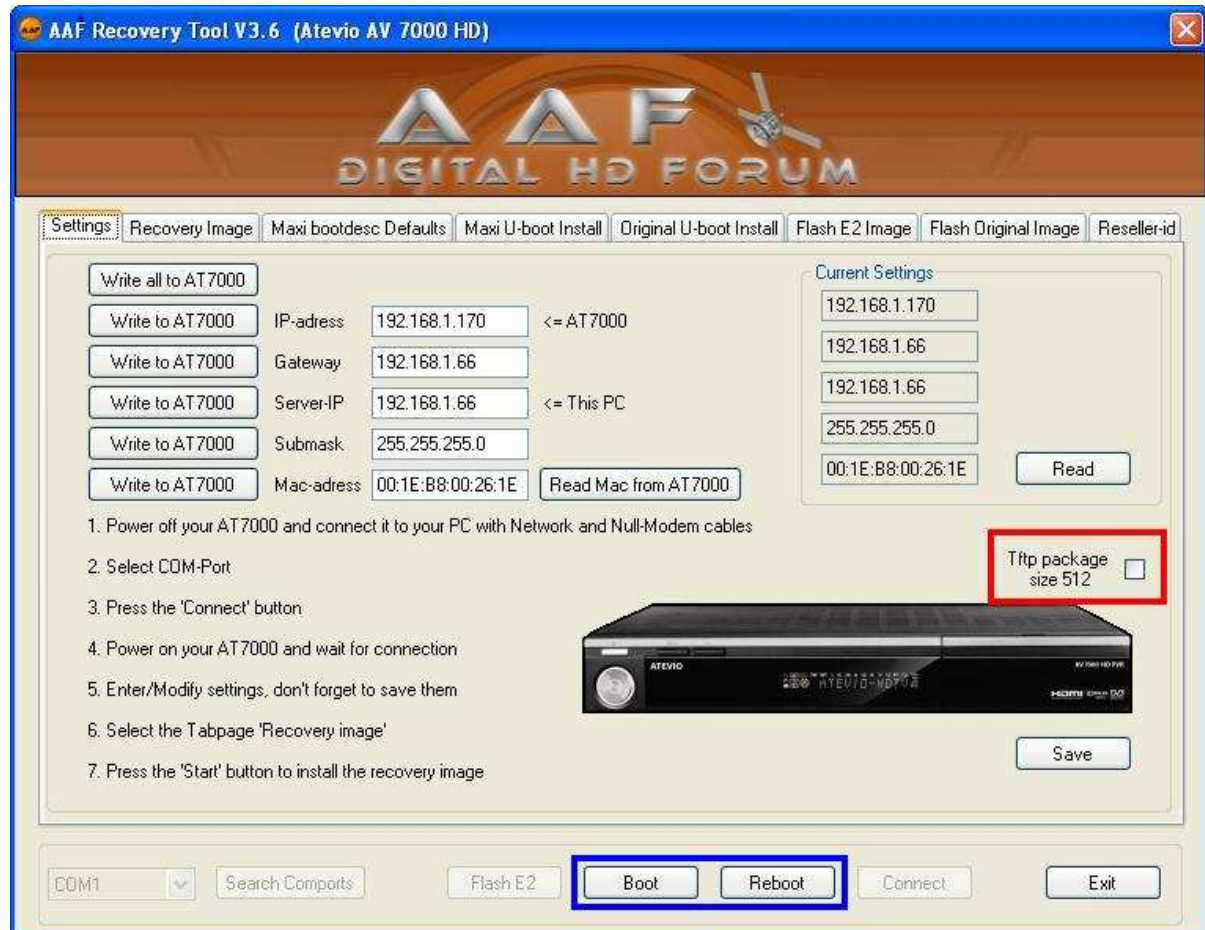 AAF Recovery Tool V3.6 (Atevio AV 7000 HD)
AAF
DIGITAL HD FORUM
Settings
Recovery Image
Maxi bootdesc Defaults
Maxi U-boot Install
Original U-boot Install
Flash E2 Image
Flash Original Image
Reseller-id
Write all to AT7000
Write to AT7000 IP-adress 192.168.1.170 <= AT7000
Write to AT7000 Gateway 192.168.1.66
Write to AT7000 Server-IP 192.168.1.66 <= This PC
Write to AT7000 Submask 255.255.255.0
Write to AT7000 Mac-adress 00:1E:B8:00:26:1E Read Mac from AT7000
Current Settings
192.168.1.170
192.168.1.66
192.168.1.66
255.255.255.0
00:1E:B8:00:26:1E Read
1. Power off your AT7000 and connect it to your PC with Network and Null-Modem cables
2. Select COM-Port
3. Press the 'Connect' button
4. Power on your AT7000 and wait for connection
5. Enter/Modify settings, don't forget to save them
6. Select the Tabpage 'Recovery image'
7. Press the 'Start' button to install the recovery image
Tftp package
size 512
ATEVIO
AV 7000 HD PVR
HDMI
Save
COM1 Search Comports Flash E2 Boot Reboot Connect Exit